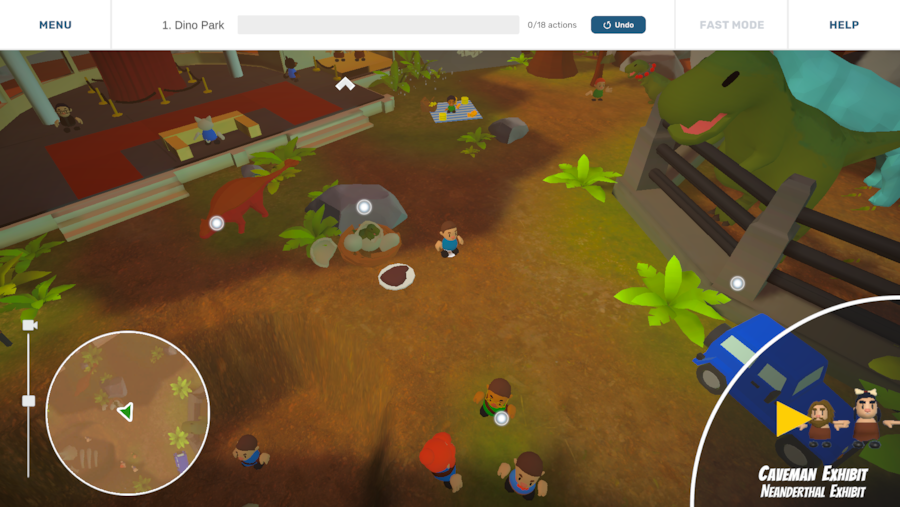 MENU
1. Dino Park
0/18 actions
Undo
FAST MODE
HELP
Caveman Exhibit
Neanderthal Exhibit